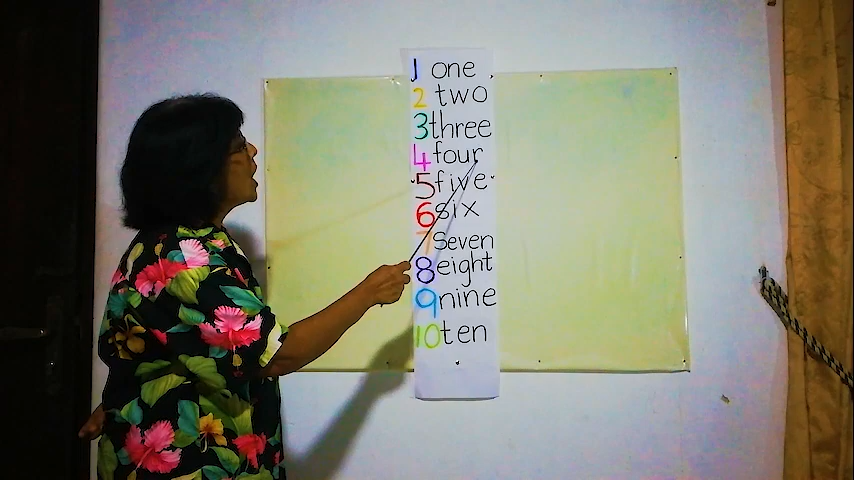 1 one
2 two
3 three
4 four
5 five
6 six
7 seven
8 eight
9 nine
10 ten